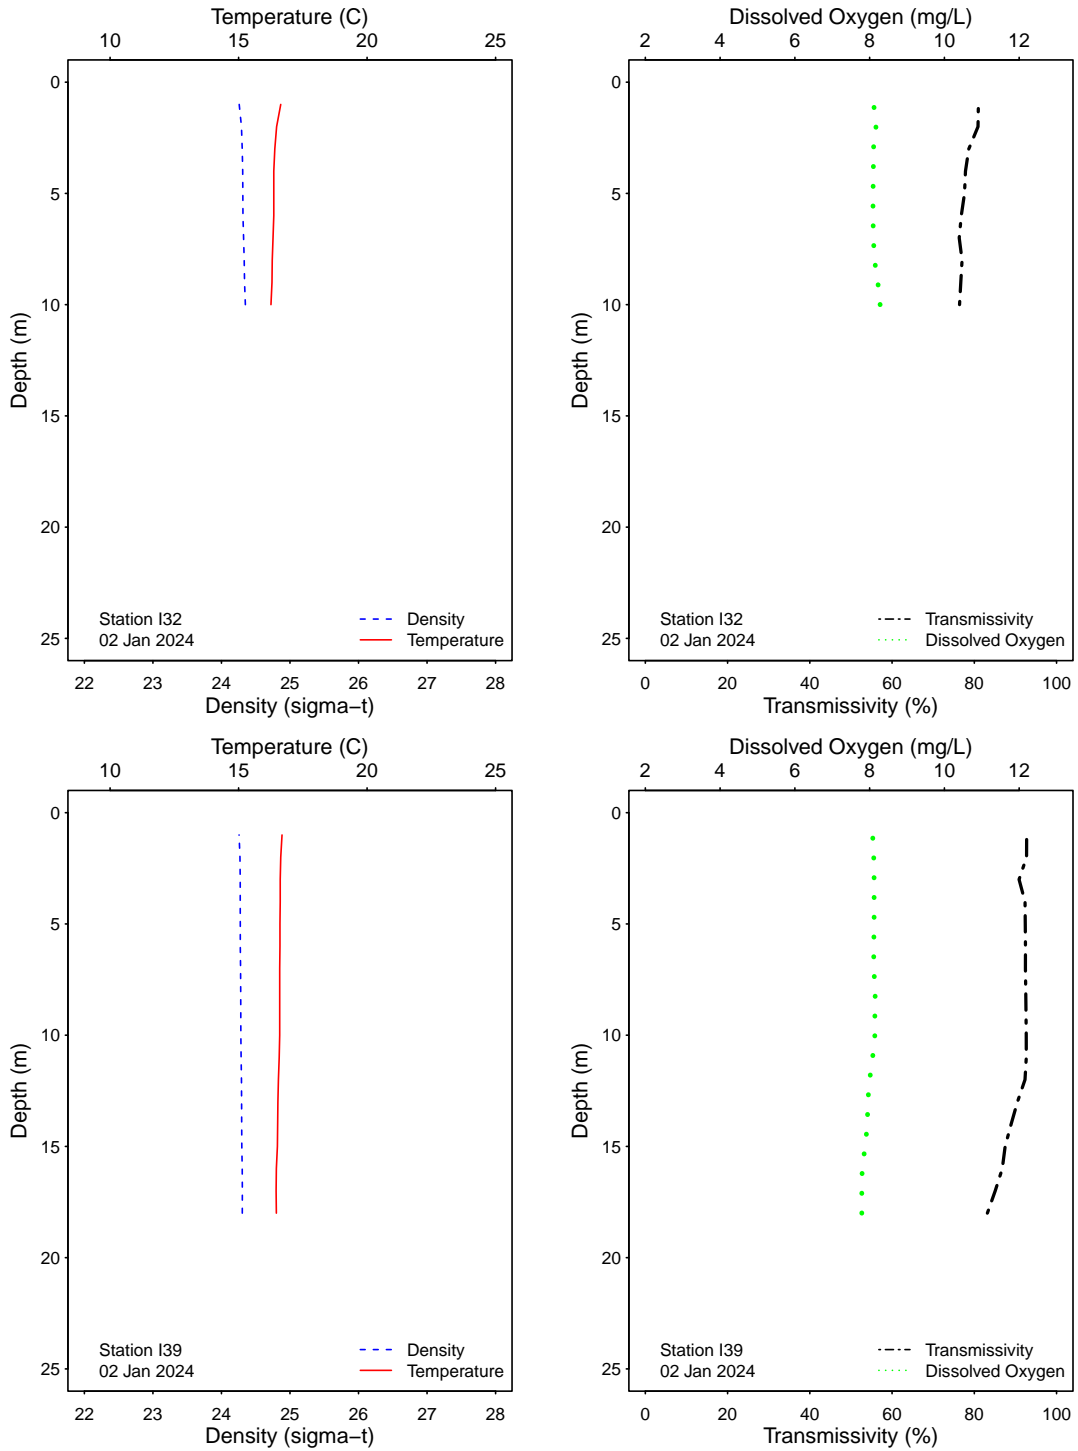 Temperature (C)
10 15 20 25
0
5
10
15
20
25
Depth (m)
Station I32
02 Jan 2024
Density
Temperature
22 23 24 25 26 27 28
Density (sigma−t)
Dissolved Oxygen (mg/L)
2 4 6 8 10 12
0
5
10
15
20
25
Depth (m)
Station I32
02 Jan 2024
Transmissivity
Dissolved Oxygen
0 20 40 60 80 100
Transmissivity (%)
Temperature (C)
10 15 20 25
0
5
10
15
20
25
Depth (m)
Station I39
02 Jan 2024
Density
Temperature
22 23 24 25 26 27 28
Density (sigma−t)
Dissolved Oxygen (mg/L)
2 4 6 8 10 12
0
5
10
15
20
25
Depth (m)
Station I39
02 Jan 2024
Transmissivity
Dissolved Oxygen
0 20 40 60 80 100
Transmissivity (%)